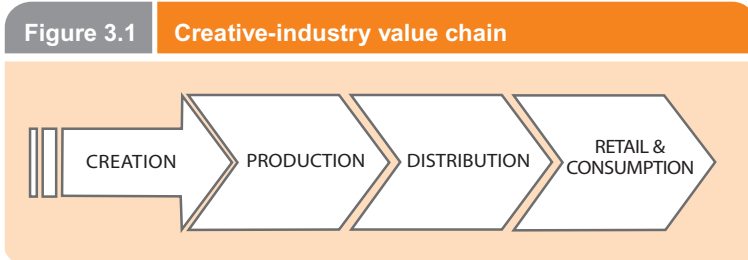 Figure 3.1 Creative-industry value chain
CREATION
PRODUCTION
DISTRIBUTION
RETAIL &
CONSUMPTION